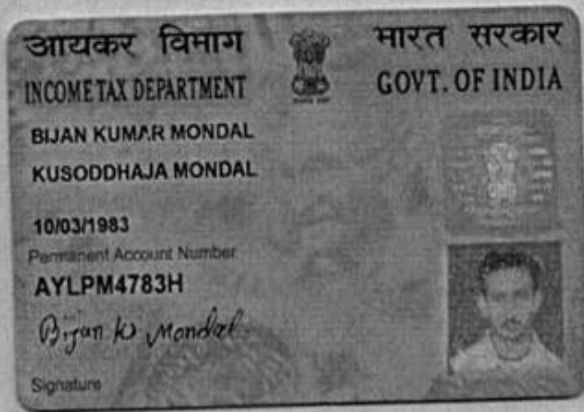 आयकर विभाग
INCOME TAX DEPARTMENT
भारत सरकार
GOVT. OF INDIA
BIJAN KUMAR MONDAL
KUSODDHAJA MONDAL
10/03/1983
Permanent Account Number
AYLPM4783H
Bijan Kr Mondal
Signature